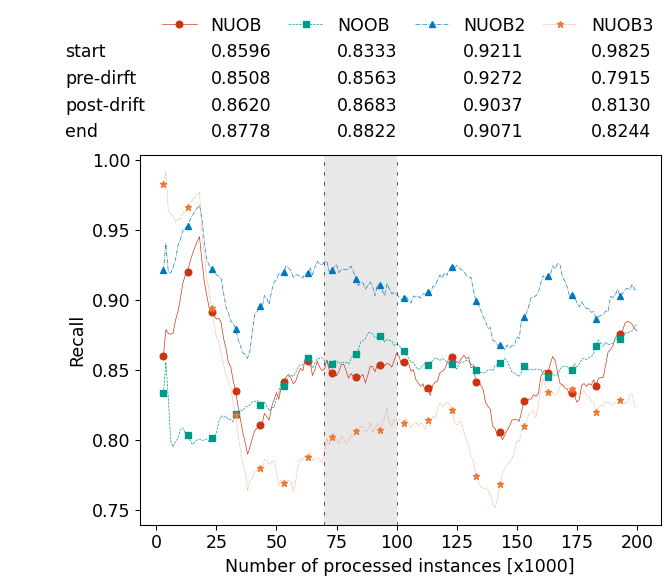 NUOB NOOB NUOB2 NUOB3
start 0.8596 0.8333 0.9211 0.9825
pre-dirft 0.8508 0.8563 0.9272 0.7915
post-drift 0.8620 0.8683 0.9037 0.8130
end 0.8778 0.8822 0.9071 0.8244
1.00
0.95
0.90
0.85
0.80
0.75
Recall
0 25 50 75 100 125 150 175 200
Number of processed instances [x1000]